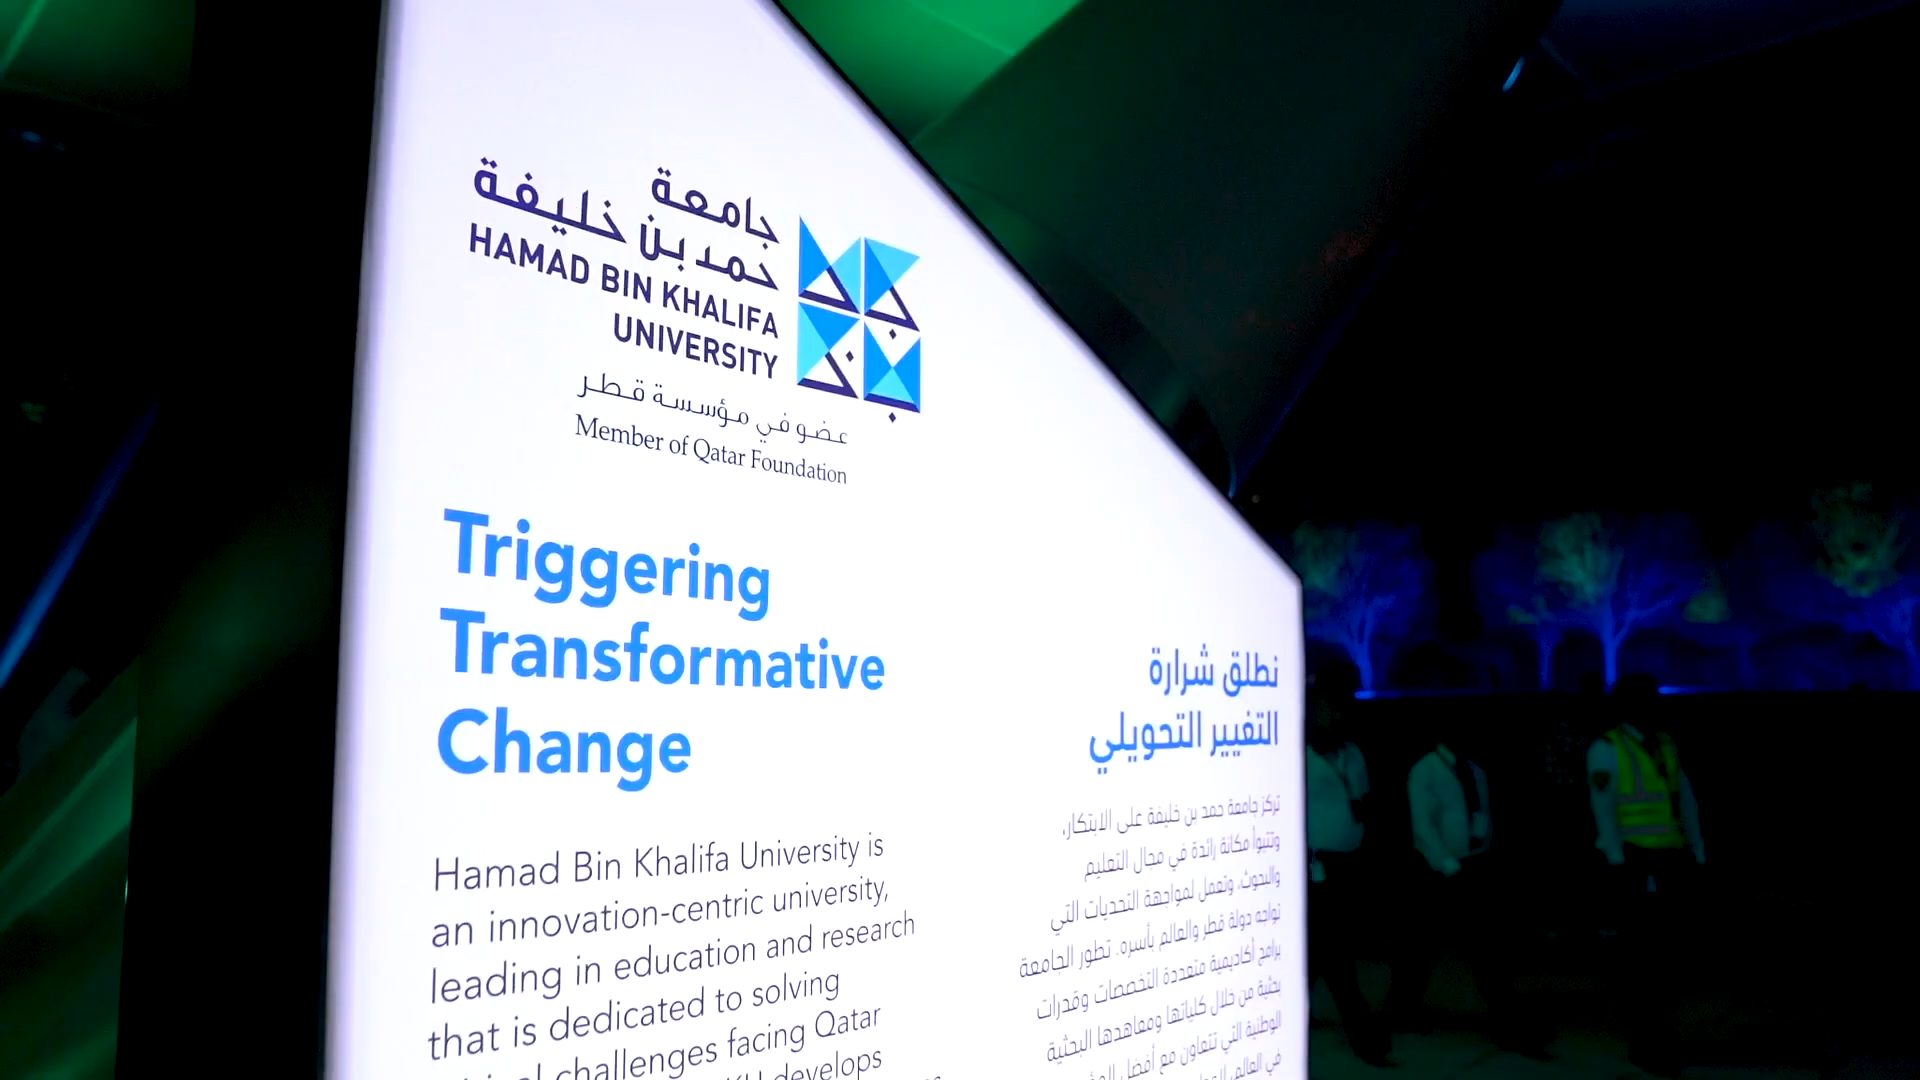 جامعة
حمد بن خليفة
HAMAD BIN KHALIFA
UNIVERSITY
عضو في مؤسسة قطر
Member of Qatar Foundation
Triggering
Transformative
Change
Hamad Bin Khalifa University is
an innovation-centric university,
leading in education and research
that is dedicated to solving
challenges facing Qatar
develops
نطلق شرارة
التغيير التحويلي
تركز جامعة حمد بن خليفة على الابتكار،
وتتبوأ مكانة رائدة في مجال التعليم
والبحوث، وتعمل لمواجهة التحديات التي
تواجه دولة قطر والعالم بأسره. تطور الجامعة
برامج أكاديمية متعددة التخصصات وقدرات
بحثية من خلال كلياتها ومعاهدها البحثية
الوطنية التي تتعاون مع أفضل
في العالم.